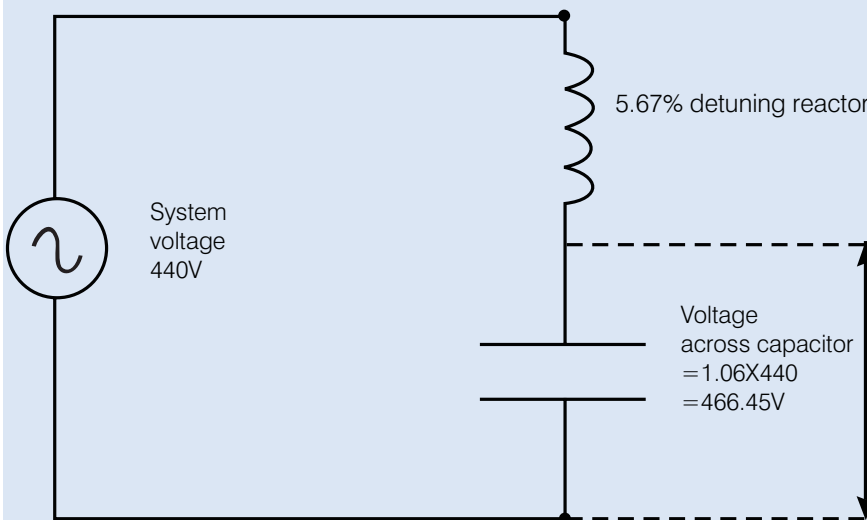 5.67% detuning reactor
System
voltage
440V
Voltage
across capacitor
=1.06X440
=466.45V